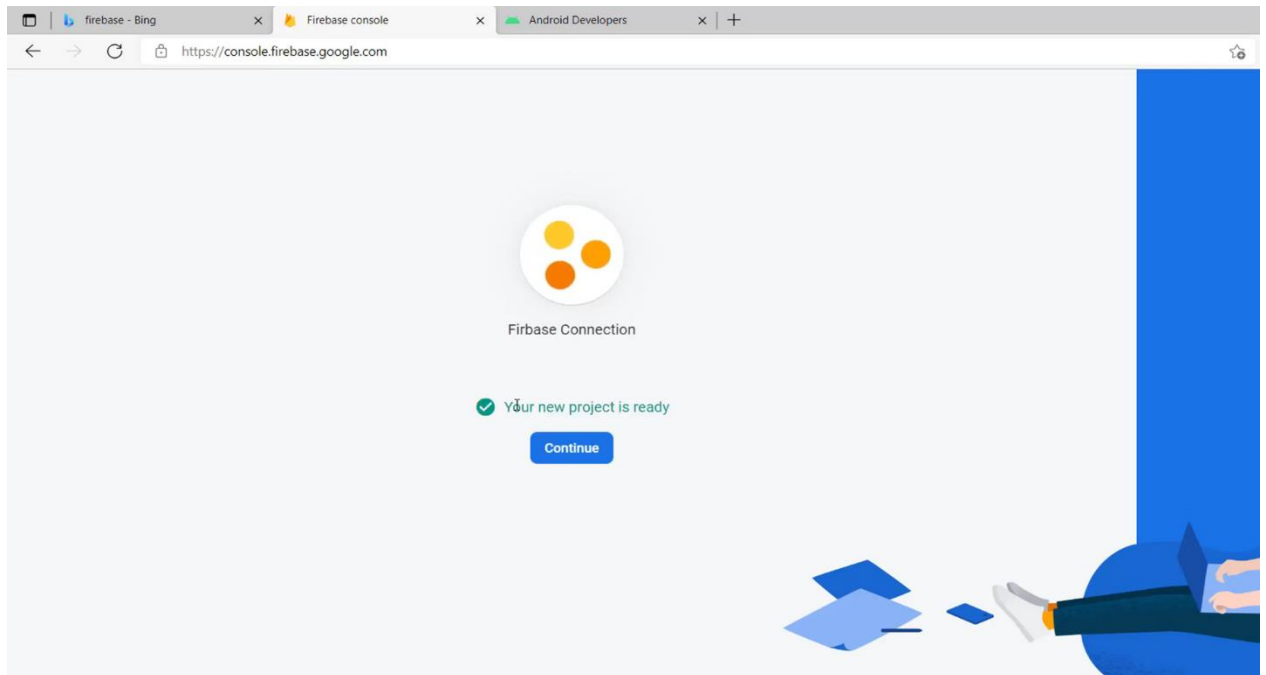 firebase - Bing
Firebase console
Android Developers
https://console.firebase.google.com
Firbase Connection
Your new project is ready
Continue